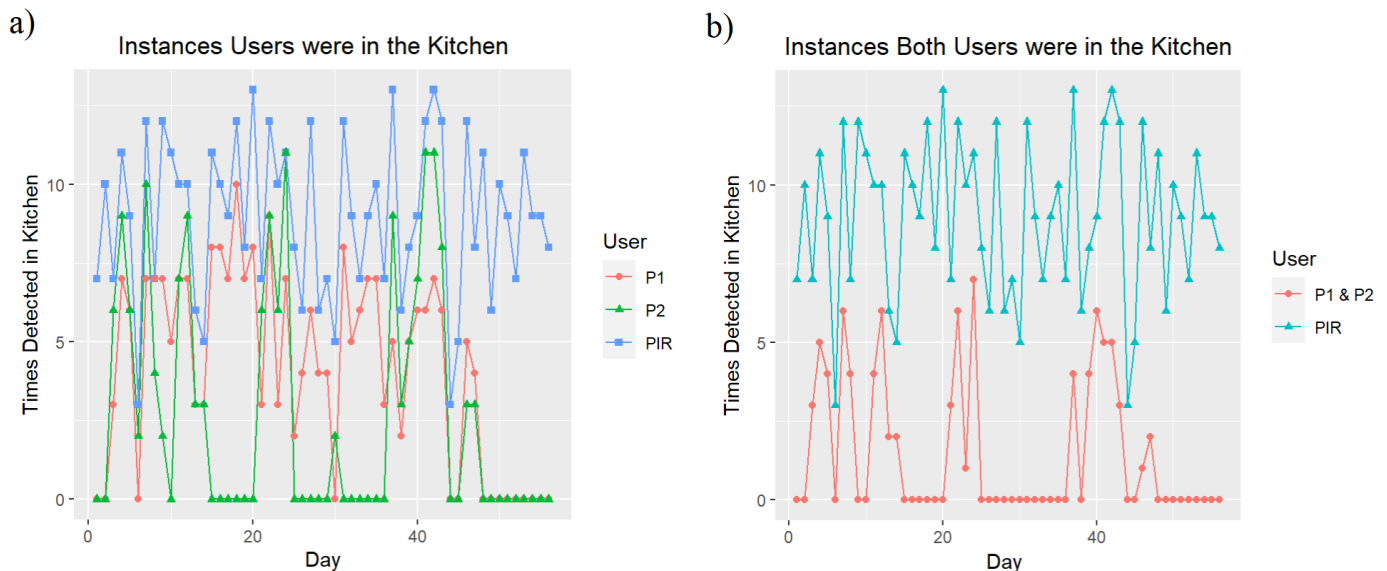 a)
Instances Users were in the Kitchen
Times Detected in Kitchen
10
5
0
0
20
40
Day
User
P1
P2
PIR
b)
Instances Both Users were in the Kitchen
Times Detected in Kitchen
10
5
0
0
20
40
Day
User
P1 & P2
PIR